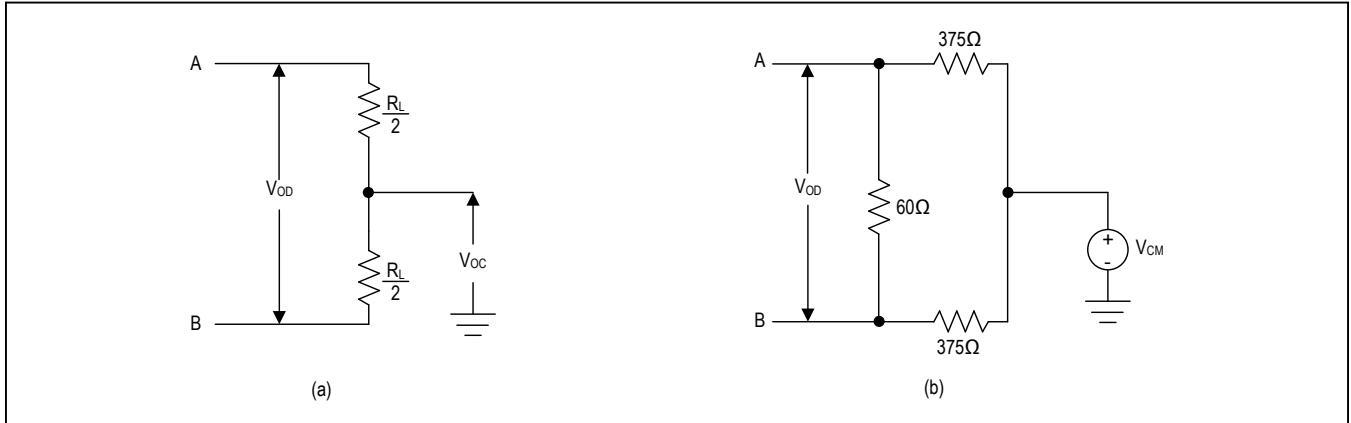 A
R_L
2
V_OD
R_L
2
V_OC
B
(a)
375Ω
A
V_OD
60Ω
+
-
V_CM
B
375Ω
(b)